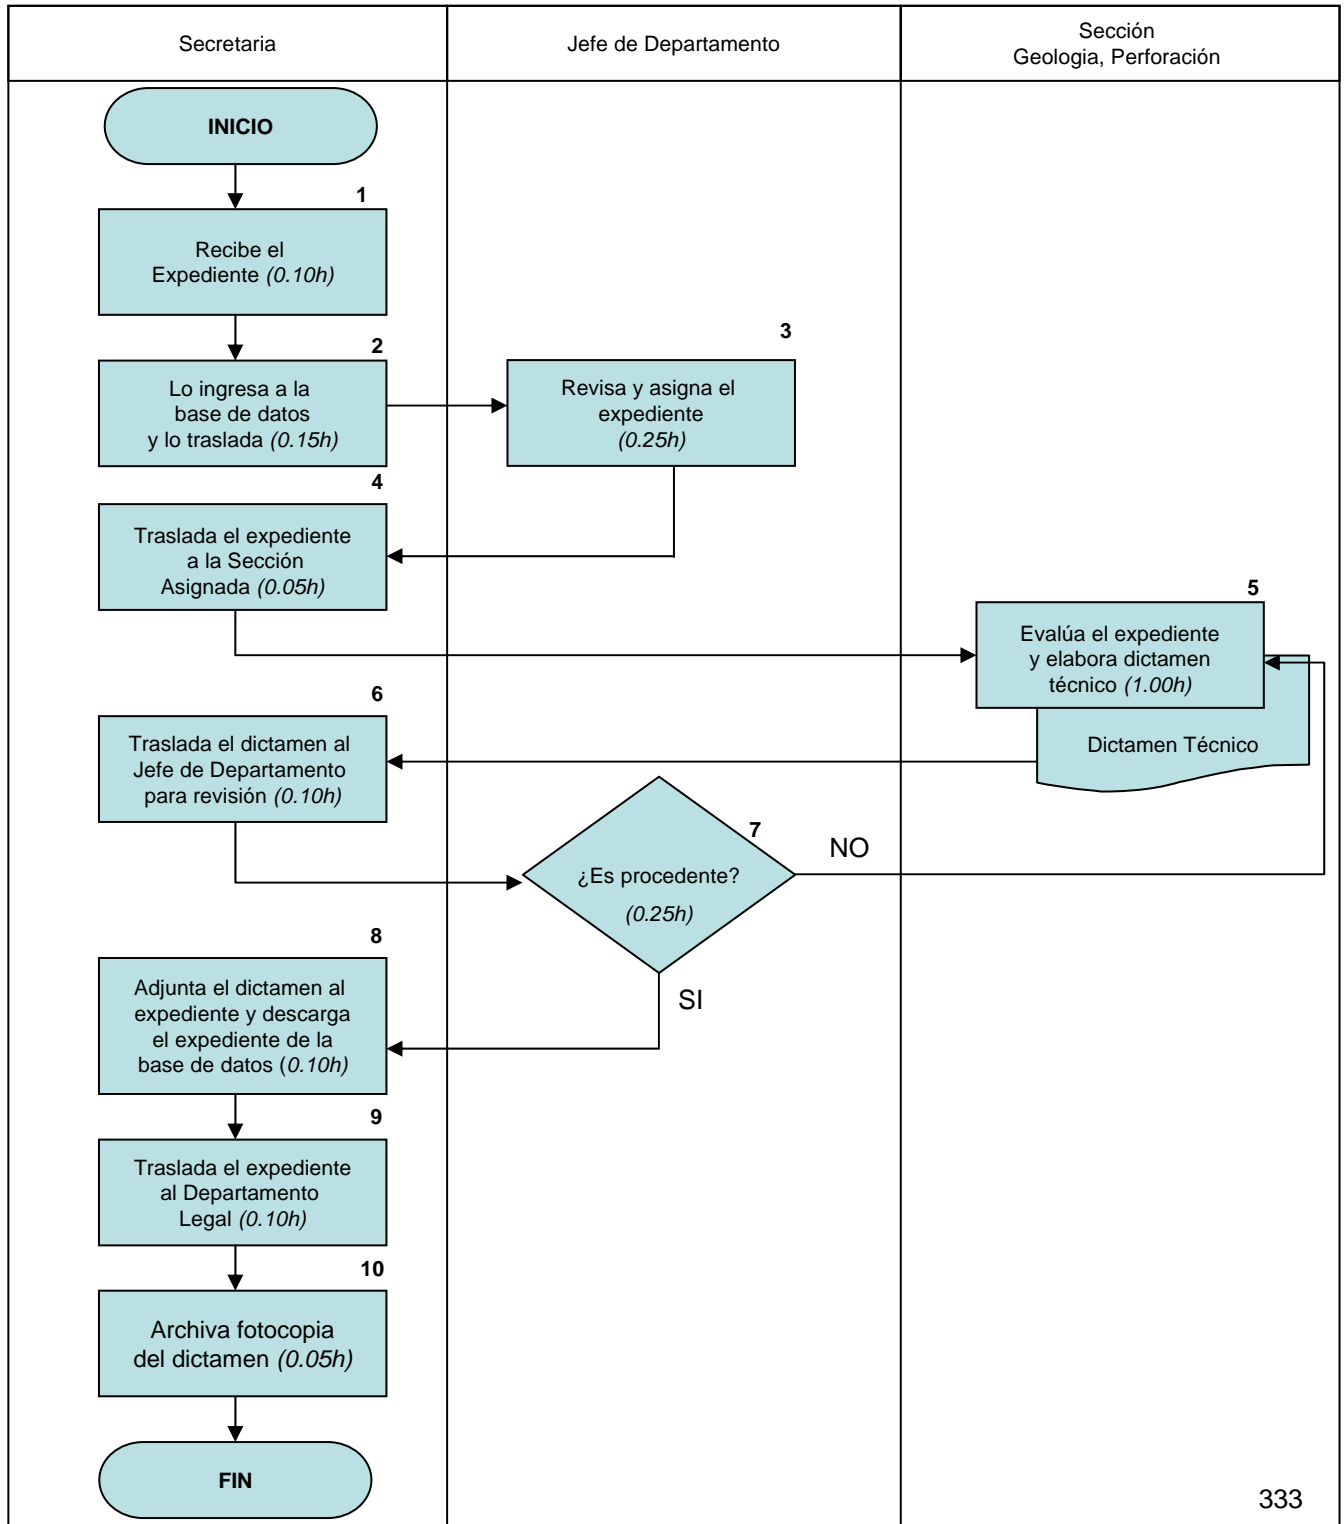 Secretaria
Jefe de Departamento
Sección
Geologia, Perforación
INICIO
1
Recibe el
Expediente (0.10h)
2
Lo ingresa a la
base de datos
y lo traslada (0.15h)
3
Revisa y asigna el
expediente
(0.25h)
4
Traslada el expediente
a la Sección
Asignada (0.05h)
5
Evalúa el expediente
y elabora dictamen
técnico (1.00h)
Dictamen Técnico
6
Traslada el dictamen al
Jefe de Departamento
para revisión (0.10h)
7
¿Es procedente?
(0.25h)
NO
SI
8
Adjunta el dictamen al
expediente y descarga
el expediente de la
base de datos (0.10h)
9
Traslada el expediente
al Departamento
Legal (0.10h)
10
Archiva fotocopia
del dictamen (0.05h)
FIN
333